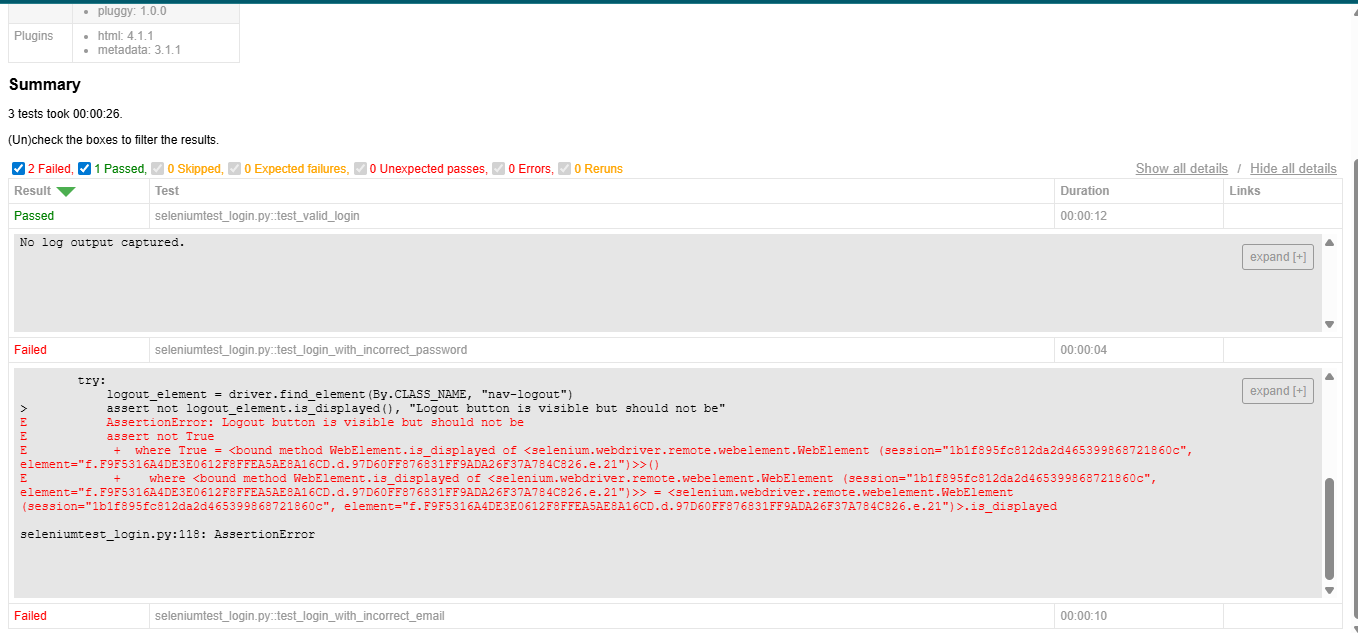 pluggy: 1.0.0
Plugins
html: 4.1.1
metadata: 3.1.1
Summary
3 tests took 00:00:26.
(Un)check the boxes to filter the results.
2 Failed, 1 Passed, 0 Skipped, 0 Expected failures, 0 Unexpected passes, 0 Errors, 0 Reruns
Show all details / Hide all details
Result Test Duration Links
Passed seleniumtest_login.py::test_valid_login 00:00:12
No log output captured.
expand [+]
Failed seleniumtest_login.py::test_login_with_incorrect_password 00:00:04
try:
expand [+]
logout_element = driver.find_element(By.CLASS_NAME, "nav-logout")
> assert not logout_element.is_displayed(), "Logout button is visible but should not be"
E AssertionError: Logout button is visible but should not be
E assert not True
E + where True = <bound method WebElement.is_displayed of <selenium.webdriver.remote.webelement.WebElement (session="1b1f895fc812da2d465399868721860c",
element="f.F9F5316A4DE3E0612F8FFEA5AE8A16CD.d.97D60FF876831FF9ADA26F37A784C826.e.21")>>()
E + where <bound method WebElement.is_displayed of <selenium.webdriver.remote.webelement.WebElement (session="1b1f895fc812da2d465399868721860c",
element="f.F9F5316A4DE3E0612F8FFEA5AE8A16CD.d.97D60FF876831FF9ADA26F37A784C826.e.21")>> = <selenium.webdriver.remote.webelement.WebElement
(session="1b1f895fc812da2d465399868721860c", element="f.F9F5316A4DE3E0612F8FFEA5AE8A16CD.d.97D60FF876831FF9ADA26F37A784C826.e.21")>.is_displayed
seleniumtest_login.py:118: AssertionError
Failed seleniumtest_login.py::test_login_with_incorrect_email 00:00:10